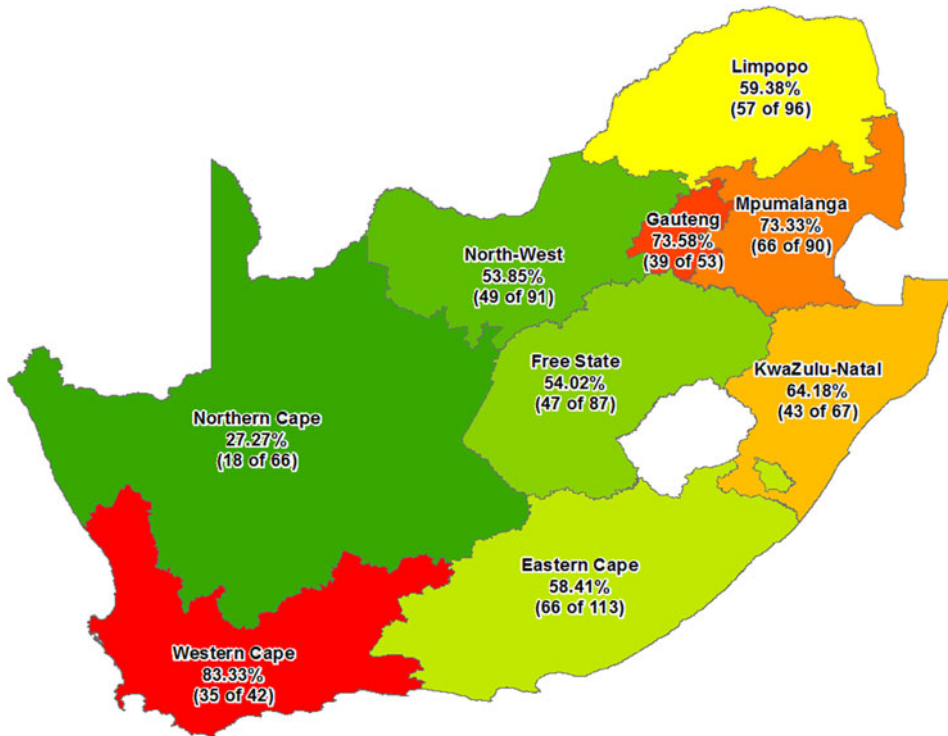 Limpopo
59.38%
(57 of 96)
Mpumalanga
73.33%
(66 of 90)
Gauteng
73.58%
(39 of 53)
North-West
53.85%
(49 of 91)
Free State
54.02%
(47 of 87)
KwaZulu-Natal
64.18%
(43 of 67)
Northern Cape
27.27%
(18 of 66)
Eastern Cape
58.41%
(66 of 113)
Western Cape
83.33%
(35 of 42)